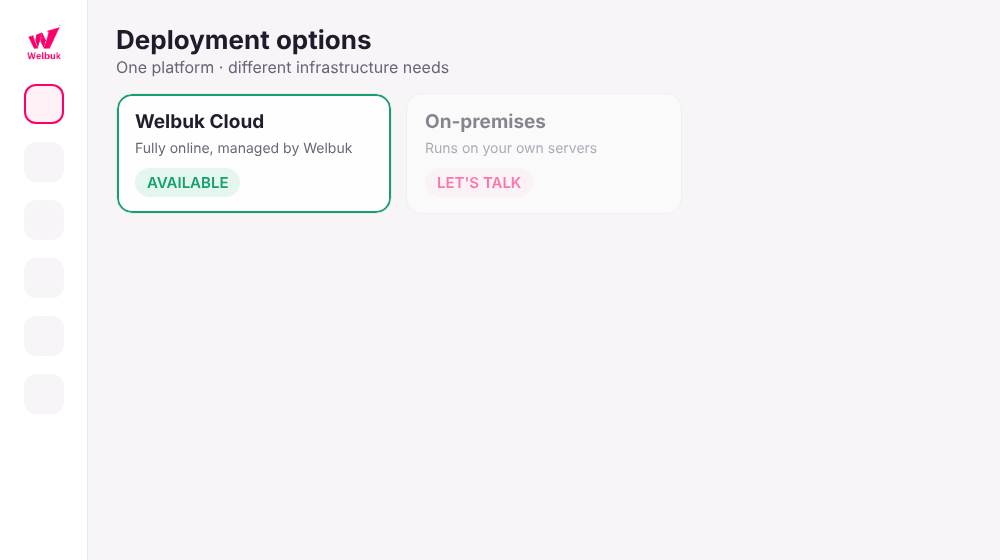 Welbuk
Deployment options
One platform · different infrastructure needs
Welbuk Cloud
Fully online, managed by Welbuk
AVAILABLE
On-premises
Runs on your own servers
LET'S TALK